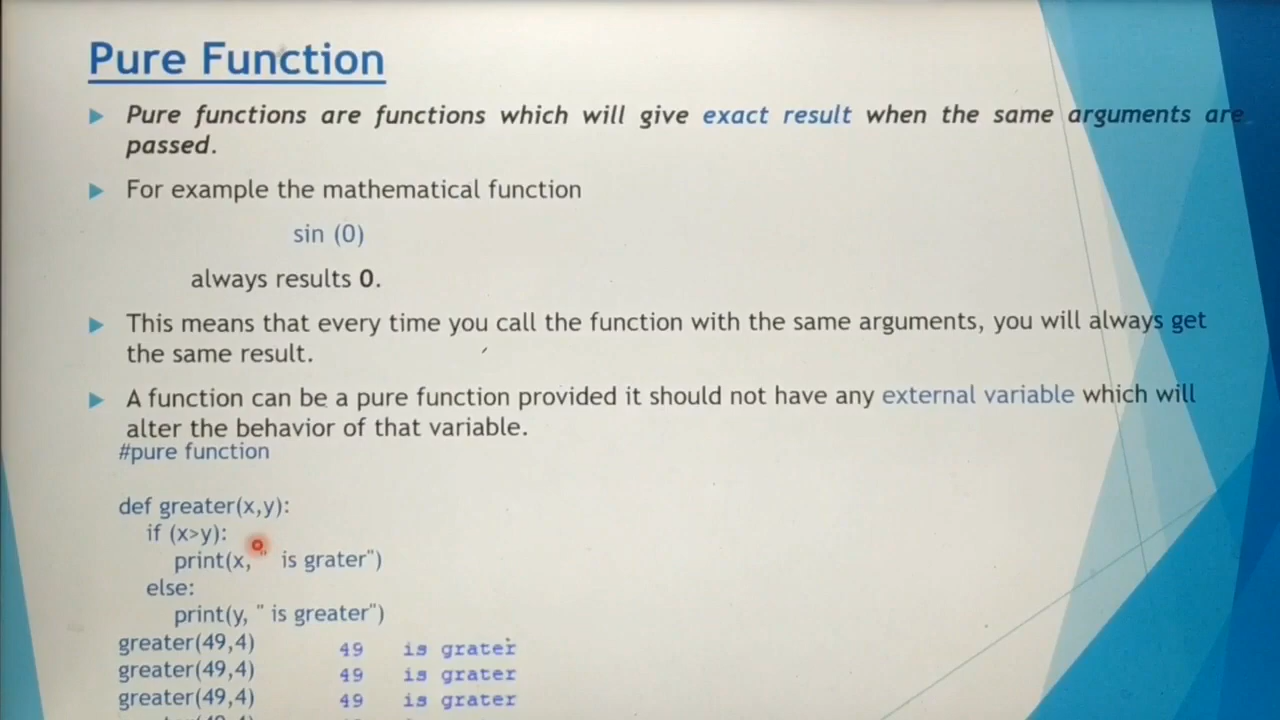 Pure Function
Pure functions are functions which will give exact result when the same arguments are
passed.
For example the mathematical function
sin (0)
always results 0.
This means that every time you call the function with the same arguments, you will always get
the same result.
A function can be a pure function provided it should not have any external variable which will
alter the behavior of that variable.
#pure function
def greater(x,y):
if (x>y):
print(x, " is grater")
else:
print(y, " is greater")
greater(49,4) 49 is grater
greater(49,4) 49 is grater
greater(49,4) 49 is grater